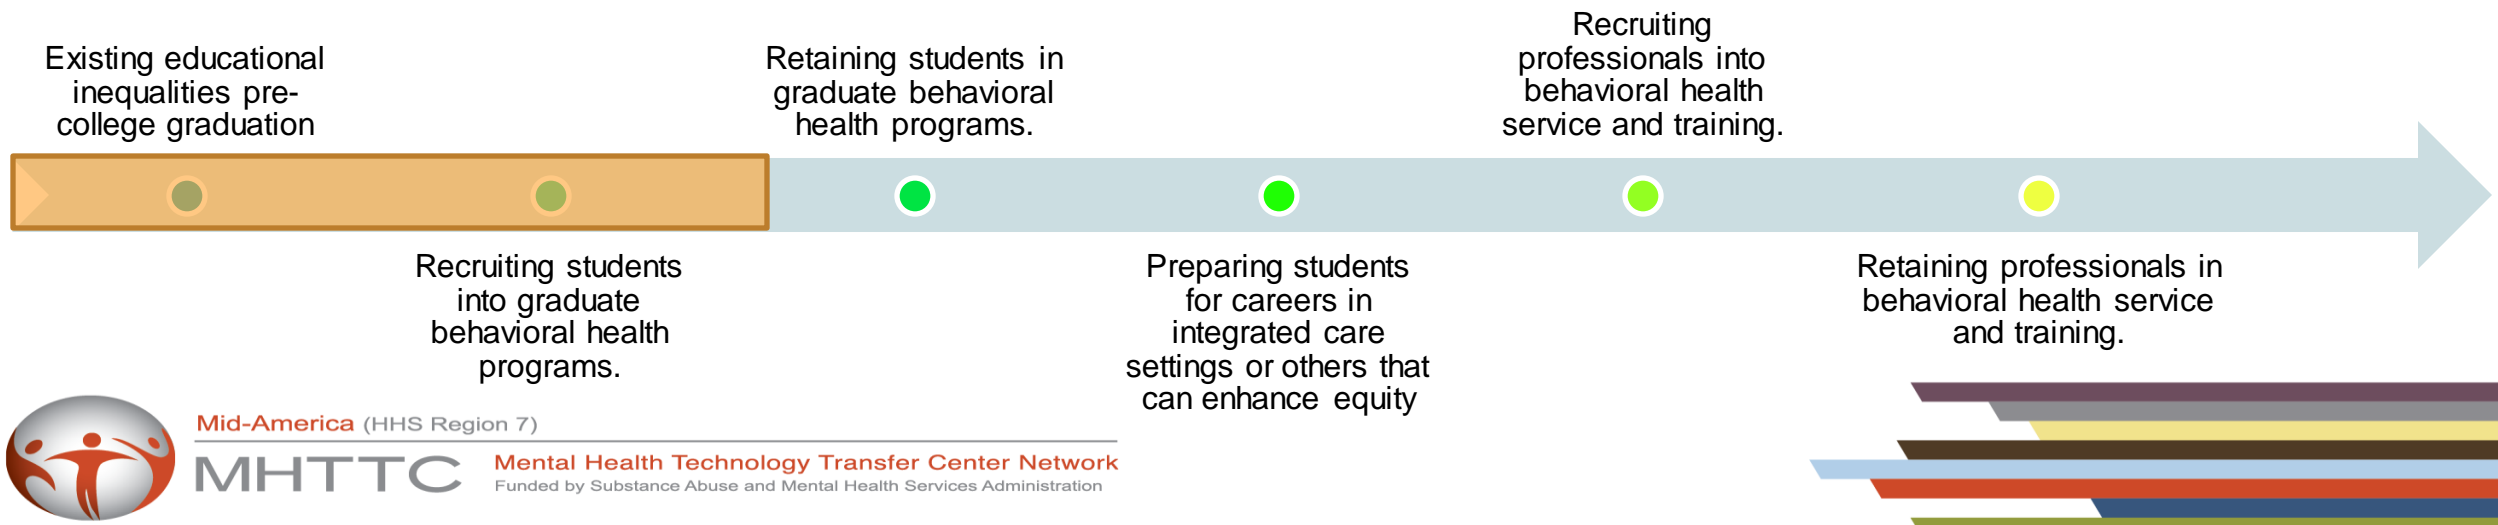 Existing educational
inequalities pre-
college graduation
Recruiting students
into graduate
behavioral health
programs.
Retaining students in
graduate behavioral
health programs.
Preparing students
for careers in
integrated care
settings or others that
can enhance equity
Recruiting
professionals into
behavioral health
service and training.
Retaining professionals in
behavioral health service
and training.
Mid-America (HHS Region 7)
MHTTC
Mental Health Technology Transfer Center Network
Funded by Substance Abuse and Mental Health Services Administration